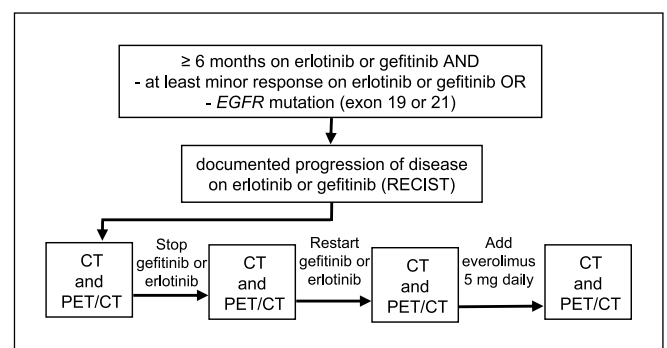 ≥ 6 months on erlotinib or gefitinib AND
- at least minor response on erlotinib or gefitinib OR
- EGFR mutation (exon 19 or 21)
documented progression of disease
on erlotinib or gefitinib (RECIST)
CT
and
PET/CT
Stop
gefitinib or
erlotinib
CT
and
PET/CT
Restart
gefitinib or
erlotinib
CT
and
PET/CT
Add
everolimus
5 mg daily
CT
and
PET/CT